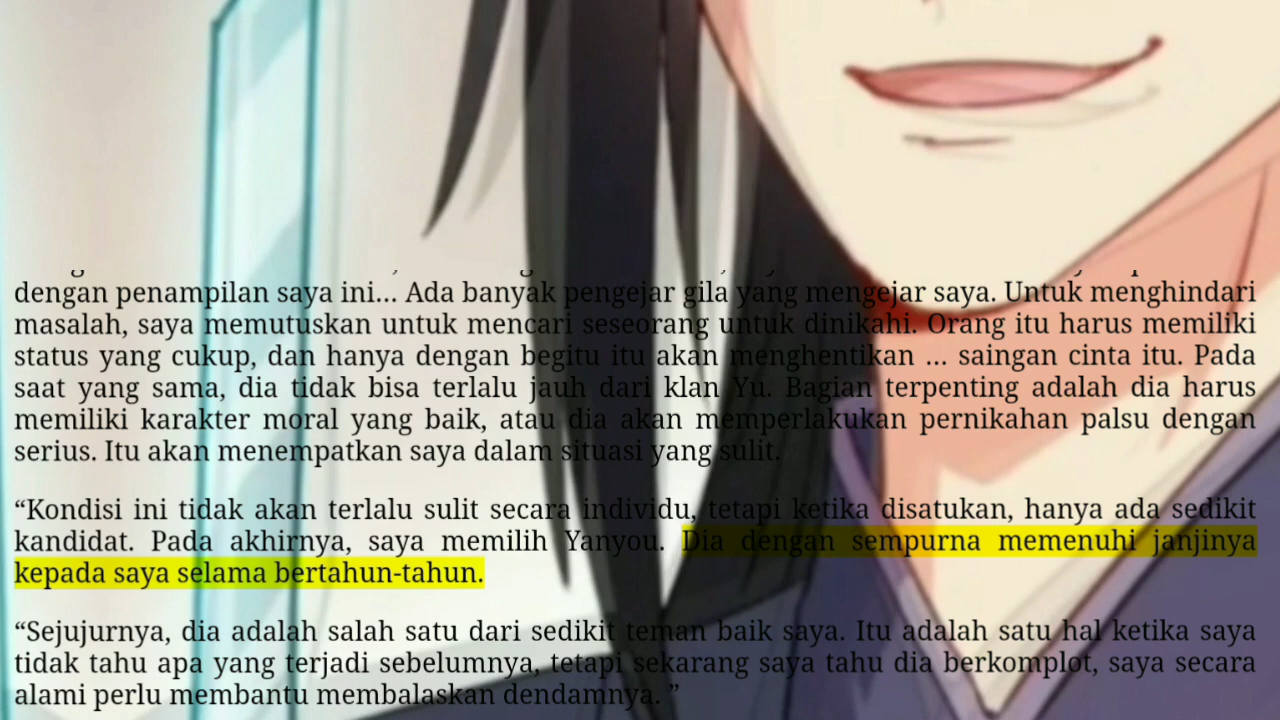 dengan penampilan saya ini... Ada banyak pengejar gila yang mengejar saya. Untuk menghindari
masalah, saya memutuskan untuk mencari seseorang untuk dinikahi. Orang itu harus memiliki
status yang cukup, dan hanya dengan begitu itu akan menghentikan ... saingan cinta itu. Pada
saat yang sama, dia tidak bisa terlalu jauh dari klan Yu. Bagian terpenting adalah dia harus
memiliki karakter moral yang baik, atau dia akan memperlakukan pernikahan palsu dengan
serius. Itu akan menempatkan saya dalam situasi yang sulit.
“Kondisi ini tidak akan terlalu sulit secara individu, tetapi ketika disatukan, hanya ada sedikit
kandidat. Pada akhirnya, saya memilih Yanyou. Dia dengan sempurna memenuhi janjinya
kepada saya selama bertahun-tahun.
“Sejujurnya, dia adalah salah satu dari sedikit teman baik saya. Itu adalah satu hal ketika saya
tidak tahu apa yang terjadi sebelumnya, tetapi sekarang saya tahu dia berkomplot, saya secara
alami perlu membantu membalaskan dendamnya. ”